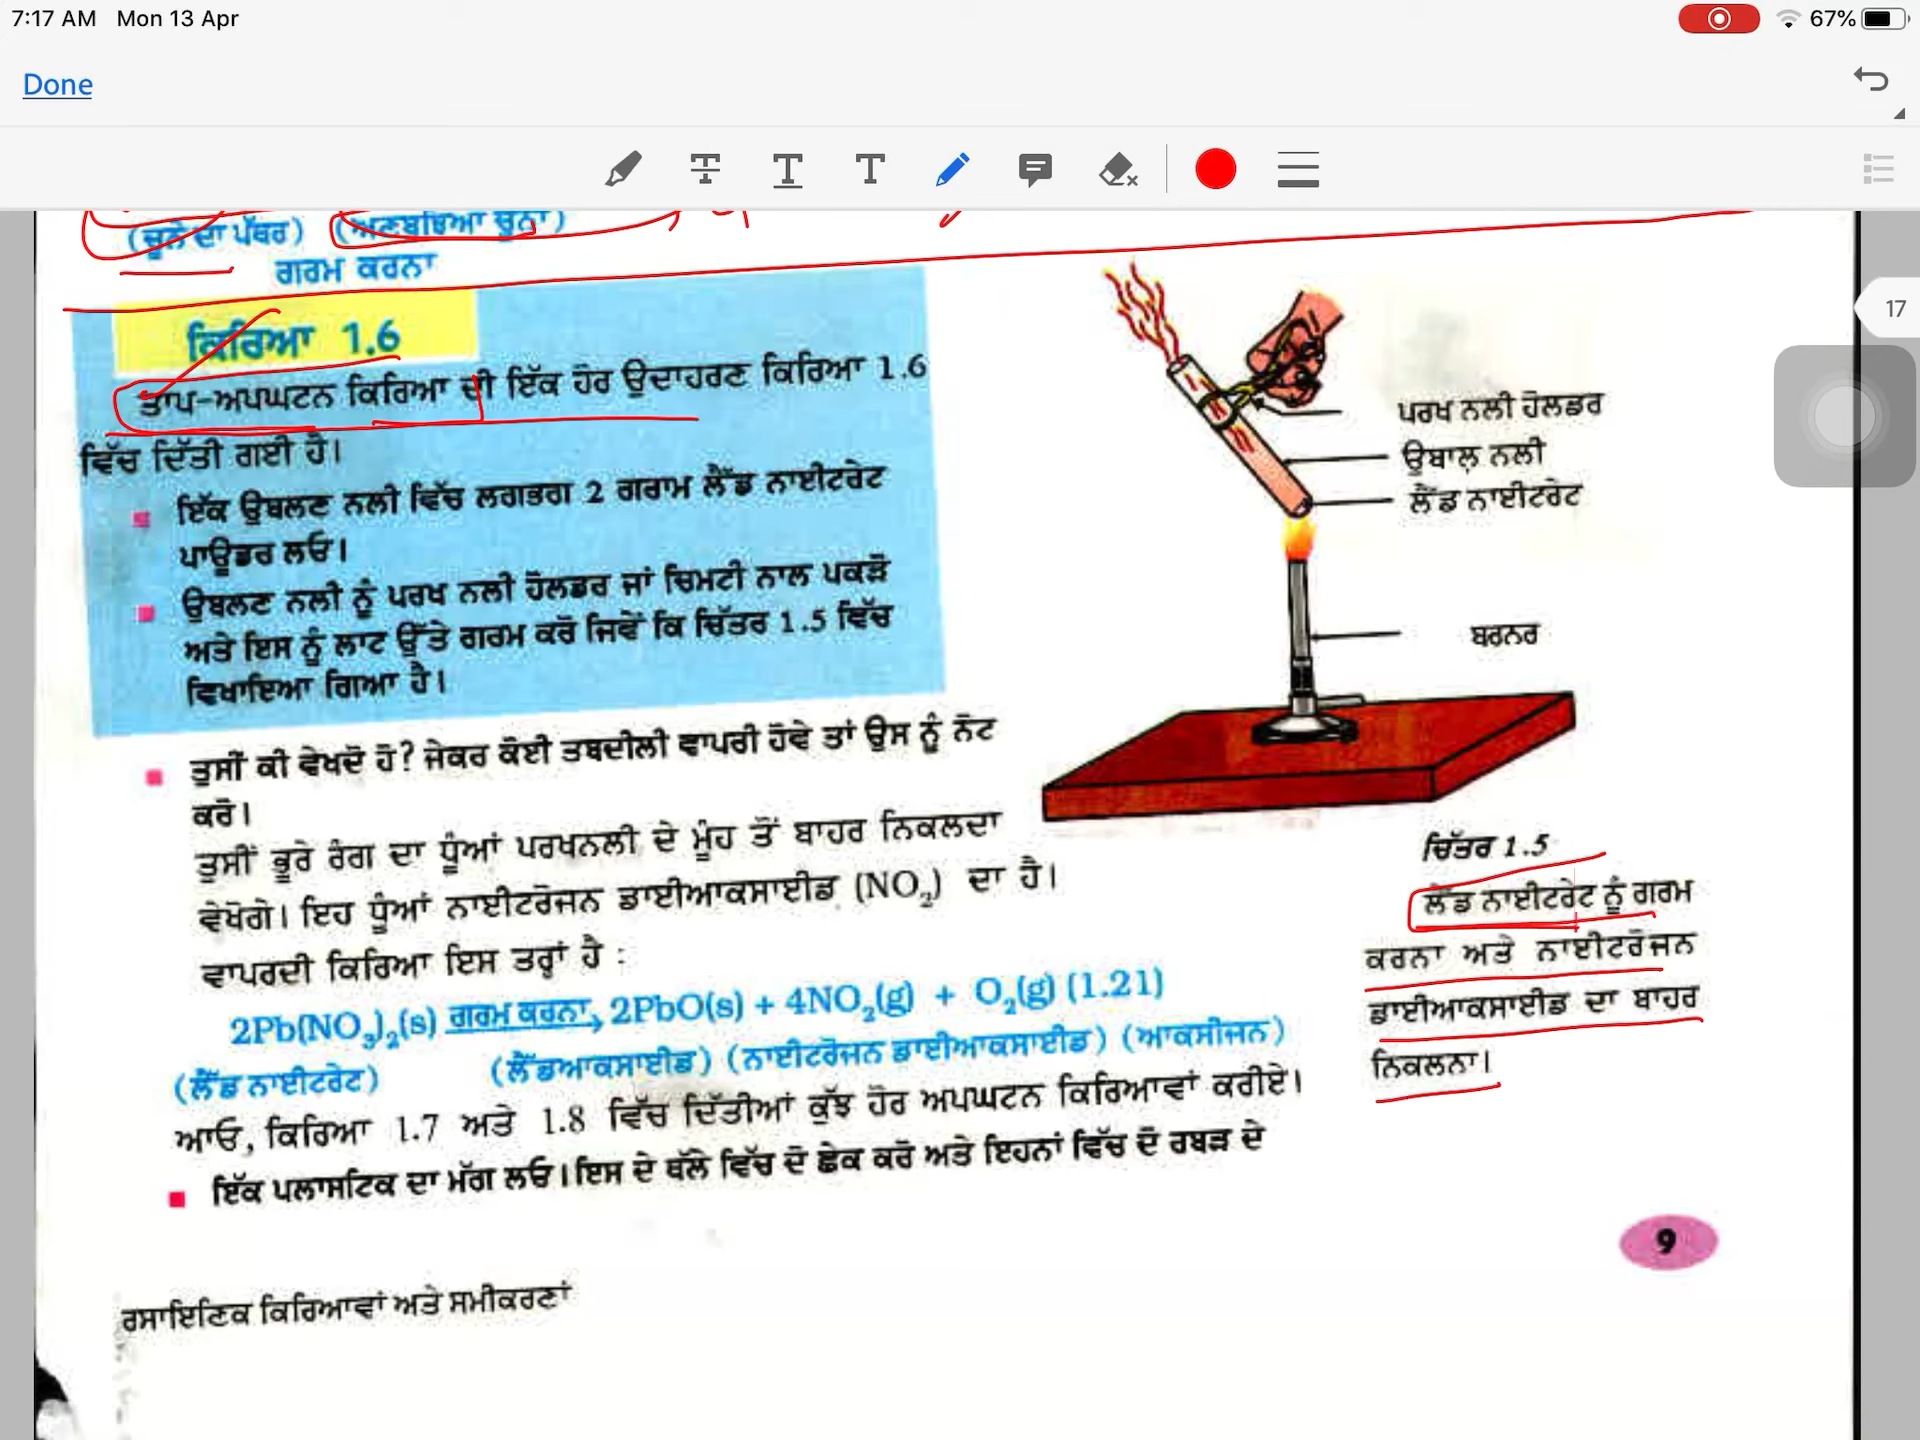 7:17 AM Mon 13 Apr
67%
Done
17
(ਚੂਨੇ ਦਾ ਪੱਥਰ) (ਅਣਬੁਝਿਆ ਚੂਨਾ)
ਗਰਮ ਕਰਨਾ
ਕਿਰਿਆ 1.6
ਤਾਪ-ਅਪਘਟਨ ਕਿਰਿਆ ਦੀ ਇੱਕ ਹੋਰ ਉਦਾਹਰਣ ਕਿਰਿਆ 1.6
ਵਿੱਚ ਦਿੱਤੀ ਗਈ ਹੈ।
ਇੱਕ ਉਬਲਣ ਨਲੀ ਵਿੱਚ ਲਗਭਗ 2 ਗਰਾਮ ਲੈੱਡ ਨਾਈਟਰੇਟ
ਪਾਊਡਰ ਲਓ।
ਉਬਲਣ ਨਲੀ ਨੂੰ ਪਰਖ ਨਲੀ ਹੋਲਡਰ ਜਾਂ ਚਿਮਟੀ ਨਾਲ ਪਕੜੋ
ਅਤੇ ਇਸ ਨੂੰ ਲਾਟ ਉੱਤੇ ਗਰਮ ਕਰੋ ਜਿਵੇਂ ਕਿ ਚਿੱਤਰ 1.5 ਵਿੱਚ
ਵਿਖਾਇਆ ਗਿਆ ਹੈ।
ਤੁਸੀਂ ਕੀ ਵੇਖਦੇ ਹੋ? ਜੇਕਰ ਕੋਈ ਤਬਦੀਲੀ ਵਾਪਰੀ ਹੋਵੇ ਤਾਂ ਉਸ ਨੂੰ ਨੋਟ
ਕਰੋ।
ਤੁਸੀਂ ਭੂਰੇ ਰੰਗ ਦਾ ਧੂੰਆਂ ਪਰਖਨਲੀ ਦੇ ਮੂੰਹ ਤੋਂ ਬਾਹਰ ਨਿਕਲਦਾ
ਵੇਖੋਗੇ। ਇਹ ਧੂੰਆਂ ਨਾਈਟਰੋਜਨ ਡਾਈਆਕਸਾਈਡ (NO₂) ਦਾ ਹੈ।
ਵਾਪਰਦੀ ਕਿਰਿਆ ਇਸ ਤਰ੍ਹਾਂ ਹੈ :
2Pb(NO₃)₂(s) ਗਰਮ ਕਰਨਾ→ 2PbO(s) + 4NO₂(g) + O₂(g) (1.21)
(ਲੈੱਡ ਨਾਈਟਰੇਟ) (ਲੈੱਡਆਕਸਾਈਡ) (ਨਾਈਟਰੋਜਨ ਡਾਈਆਕਸਾਈਡ) (ਆਕਸੀਜਨ)
ਆਓ, ਕਿਰਿਆ 1.7 ਅਤੇ 1.8 ਵਿੱਚ ਦਿੱਤੀਆਂ ਕੁੱਝ ਹੋਰ ਅਪਘਟਨ ਕਿਰਿਆਵਾਂ ਕਰੀਏ।
ਇੱਕ ਪਲਾਸਟਿਕ ਦਾ ਮੱਗ ਲਓ। ਇਸ ਦੇ ਥੱਲੇ ਵਿੱਚ ਦੋ ਛੇਕ ਕਰੋ ਅਤੇ ਇਹਨਾਂ ਵਿੱਚ ਦੋ ਰਬੜ ਦੇ
ਪਰਖ ਨਲੀ ਹੋਲਡਰ
ਉਬਾਲ ਨਲੀ
ਲੈੱਡ ਨਾਈਟਰੇਟ
ਬਰਨਰ
ਚਿੱਤਰ 1.5
ਲੈੱਡ ਨਾਈਟਰੇਟ ਨੂੰ ਗਰਮ
ਕਰਨਾ ਅਤੇ ਨਾਈਟਰੋਜਨ
ਡਾਈਆਕਸਾਈਡ ਦਾ ਬਾਹਰ
ਨਿਕਲਨਾ।
9
ਰਸਾਇਣਿਕ ਕਿਰਿਆਵਾਂ ਅਤੇ ਸਮੀਕਰਣਾਂ